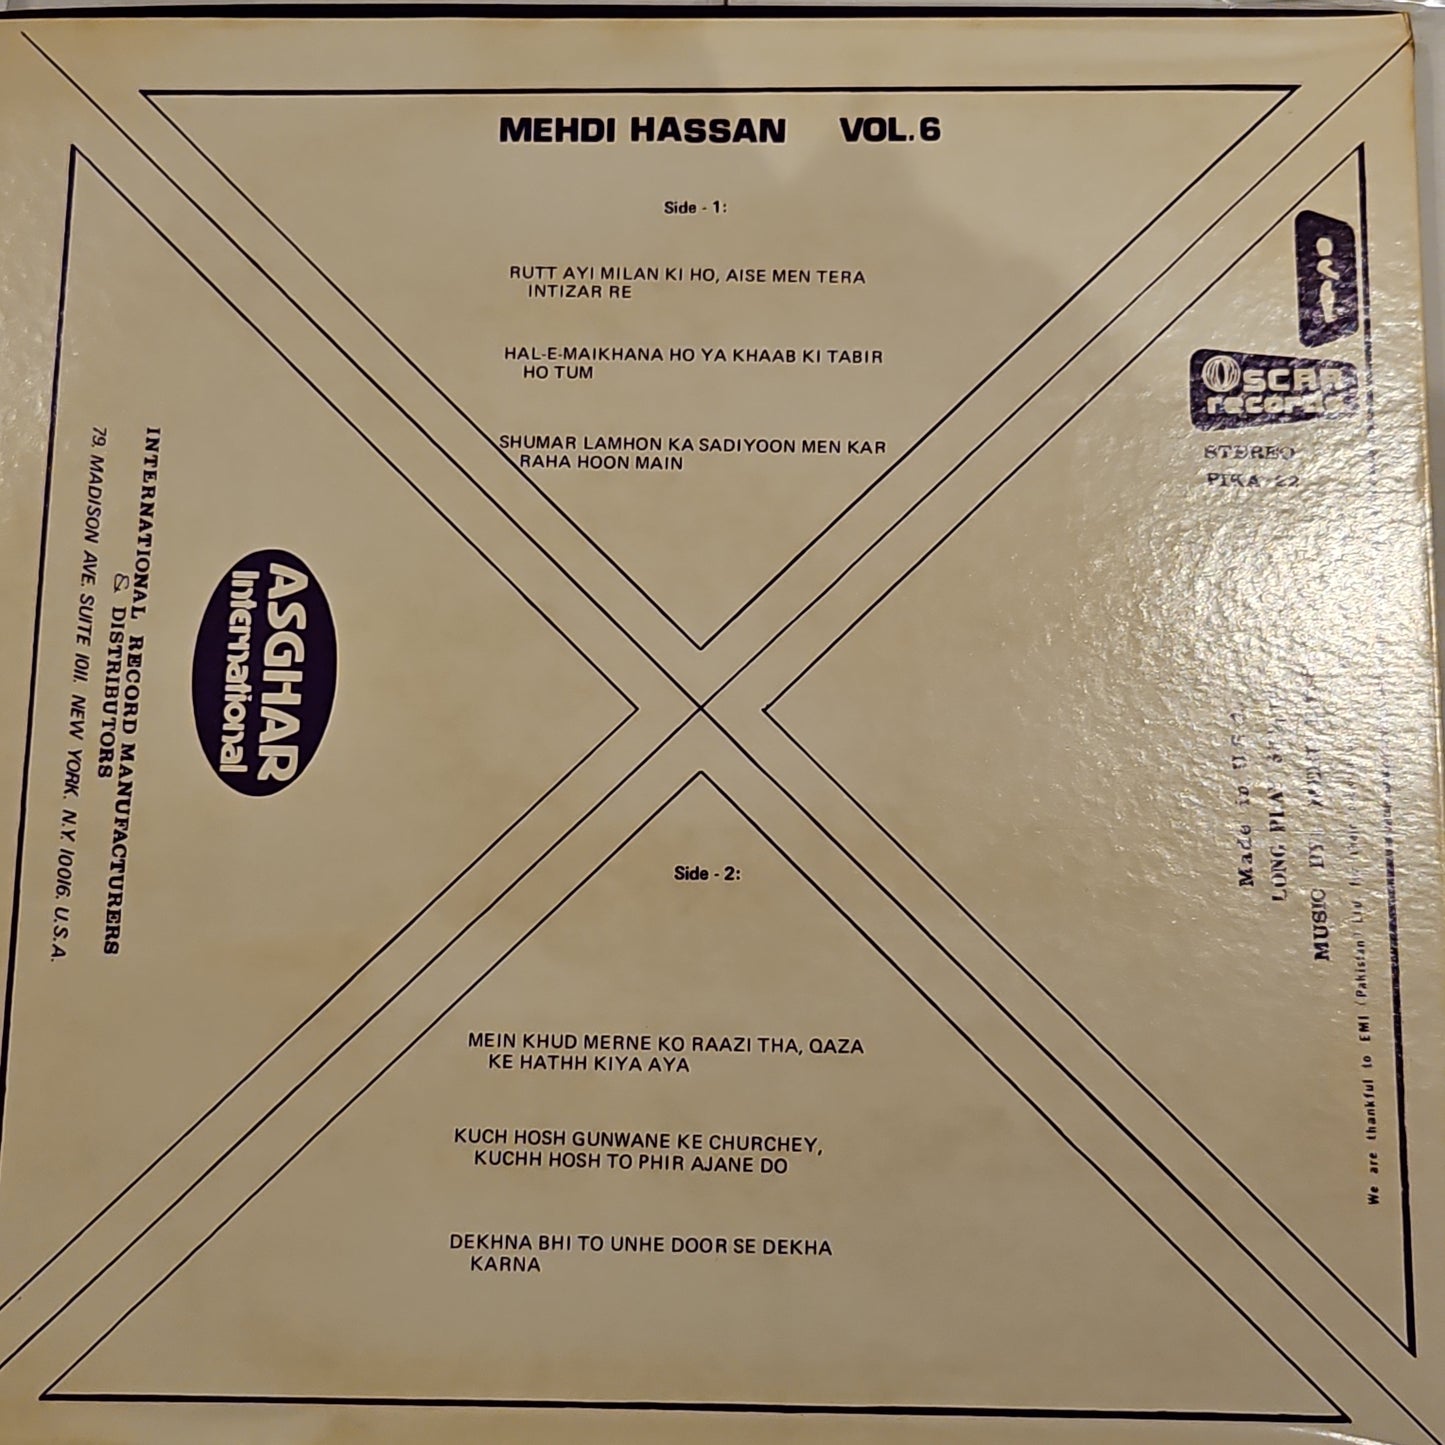 MEHDI HASSAN VOL.6
Side - 1:
RUTT AYI MILAN KI HO, AISE MEN TERA
INTIZAR RE
HAL-E-MAIKHANA HO YA KHAAB KI TABIR
HO TUM
SHUMAR LAMHON KA SADIYOON MEN KAR
RAHA HOON MAIN
Side - 2:
MEIN KHUD MERNE KO RAAZI THA, QAZA
KE HATHH KIYA AYA
KUCH HOSH GUNWANE KE CHURCHEY,
KUCHH HOSH TO PHIR AJANE DO
DEKHNA BHI TO UNHE DOOR SE DEKHA
KARNA
ASGHAR
International
INTERNATIONAL RECORD MANUFACTURERS
& DISTRIBUTORS
79, MADISON AVE. SUITE 1011. NEW YORK. N.Y. 10016. U.S.A.
OSCAR
records
STEREO
Made in
LONG
MUSIC
We are thankful to EMI (Pakistan)